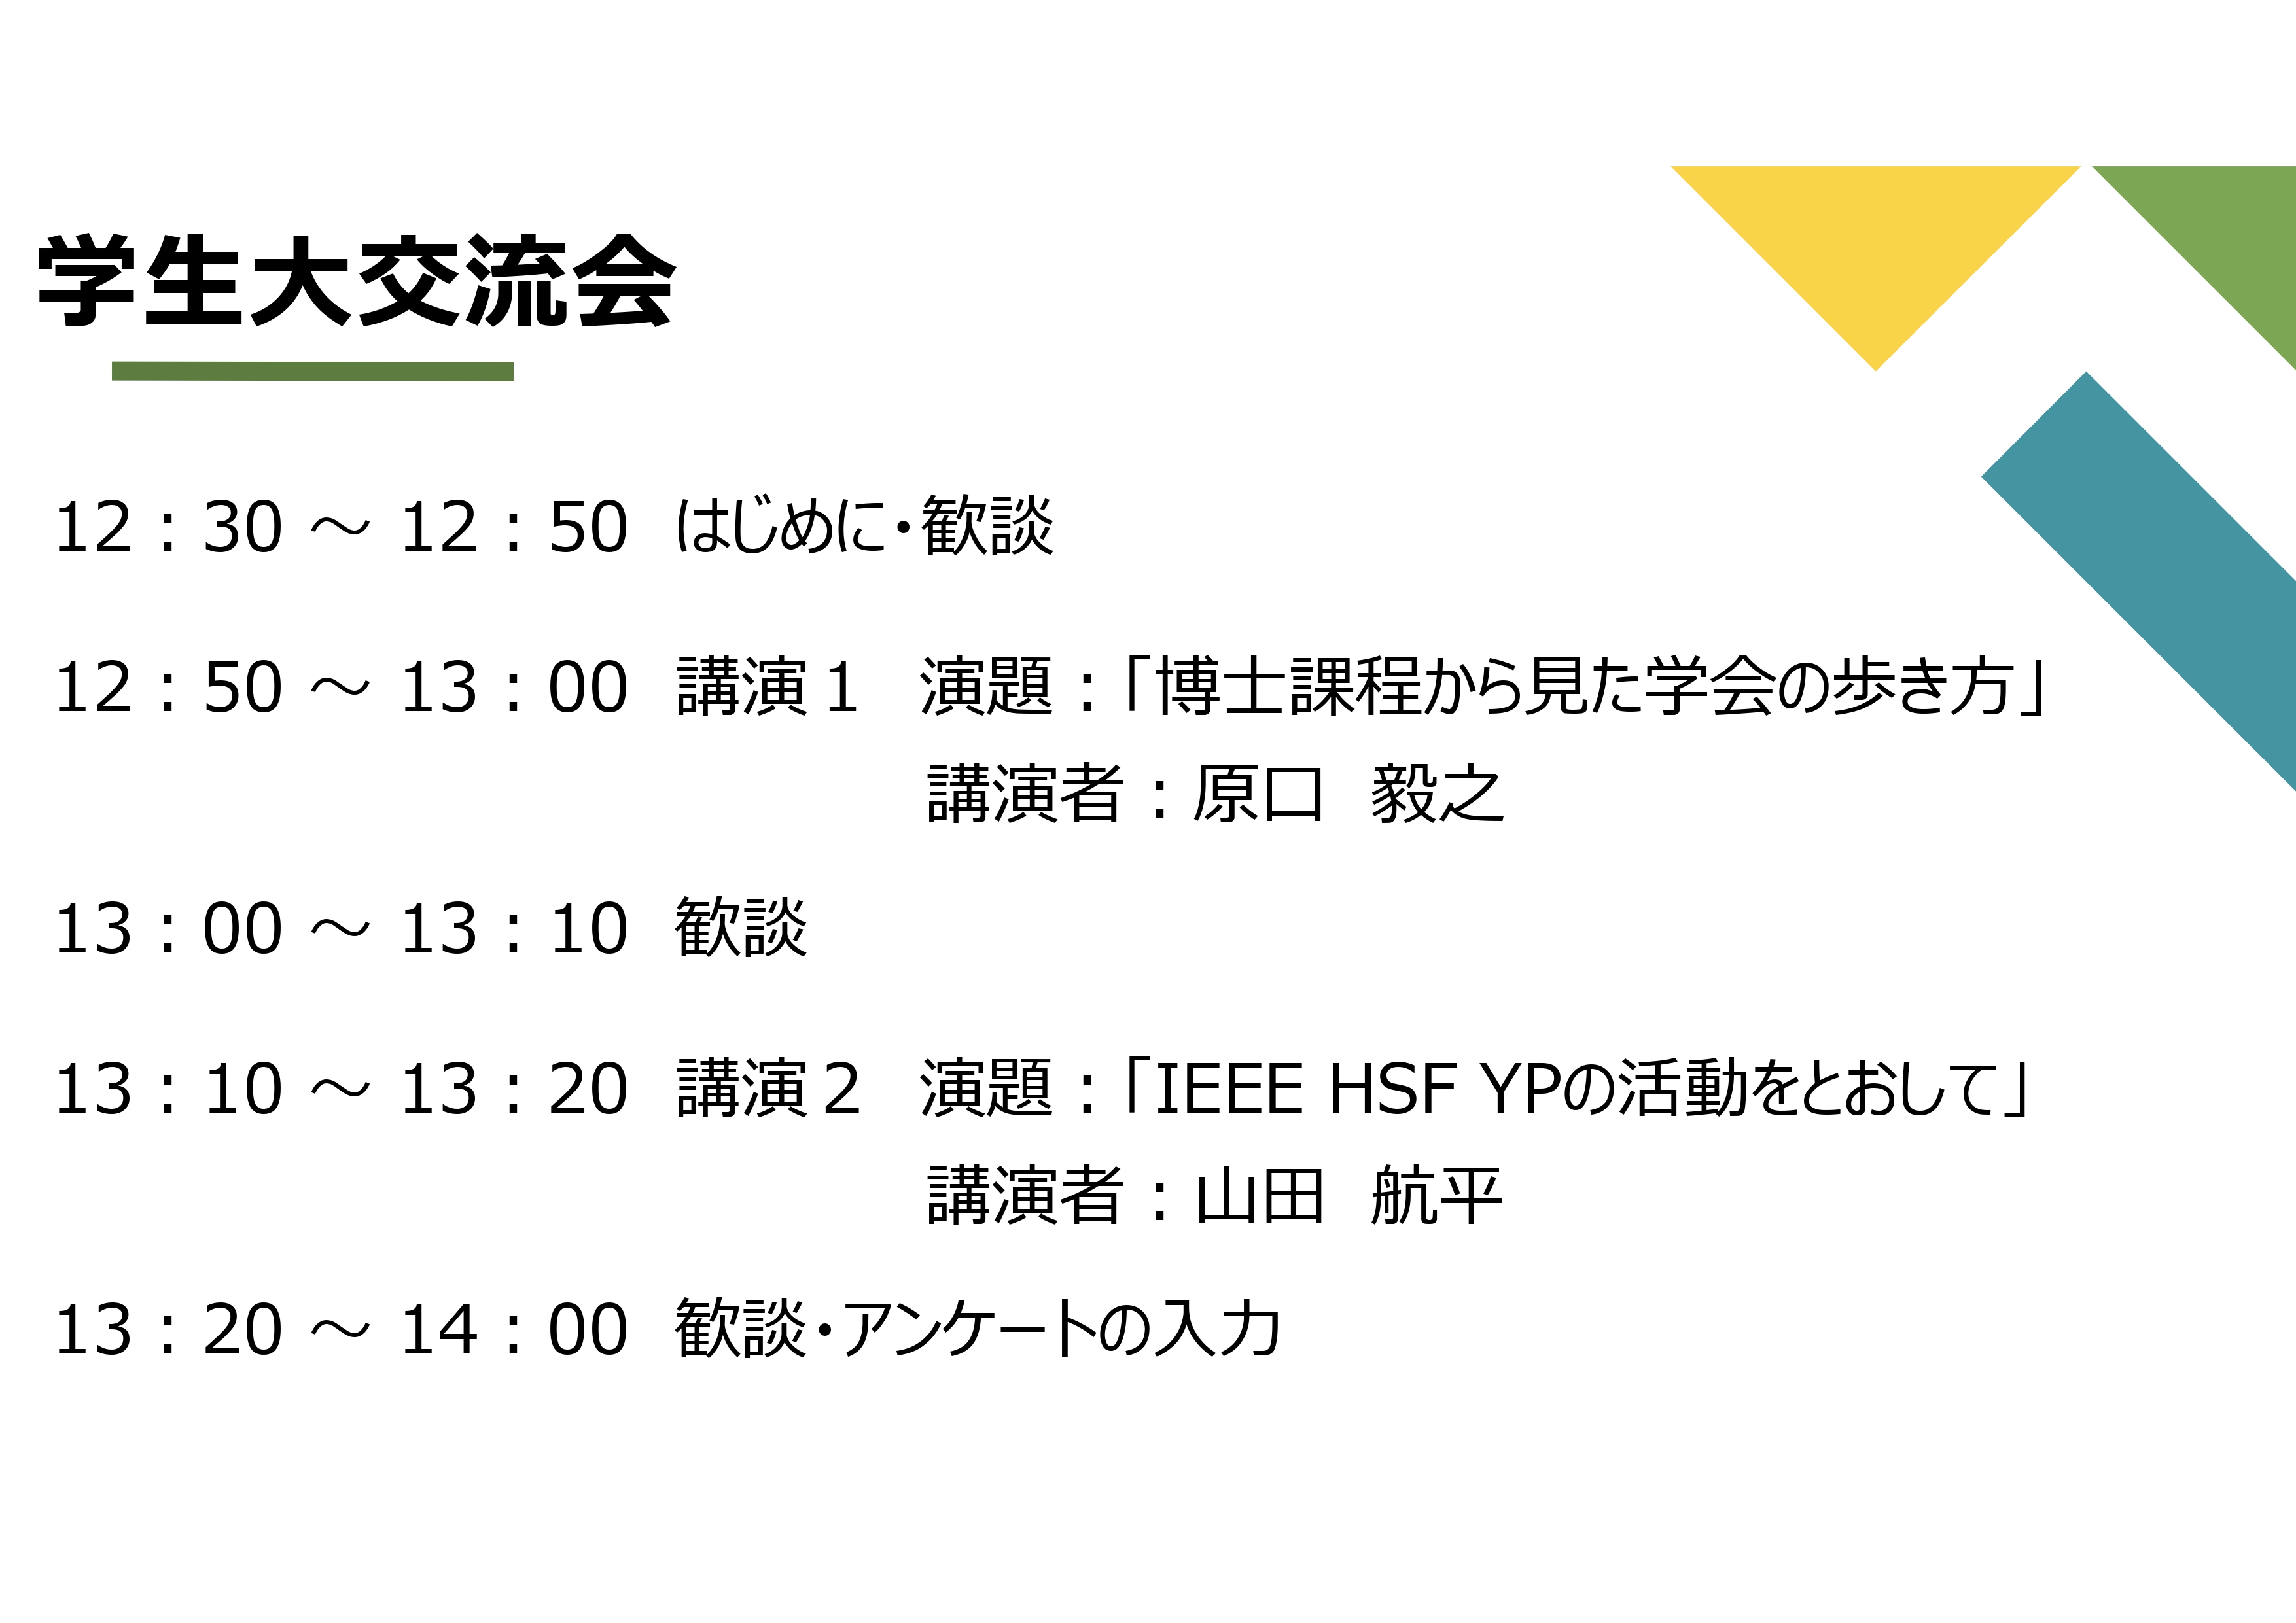 学生大交流会
12：30 ～ 12：50 はじめに・歓談
12：50 ～ 13：00 講演１ 演題：「博士課程から見た学会の歩き方」
講演者：原口 毅之
13：00 ～ 13：10 歓談
13：10 ～ 13：20 講演２ 演題：「IEEE HSF YPの活動をとおして」
講演者：山田 航平
13：20 ～ 14：00 歓談・アンケートの入力